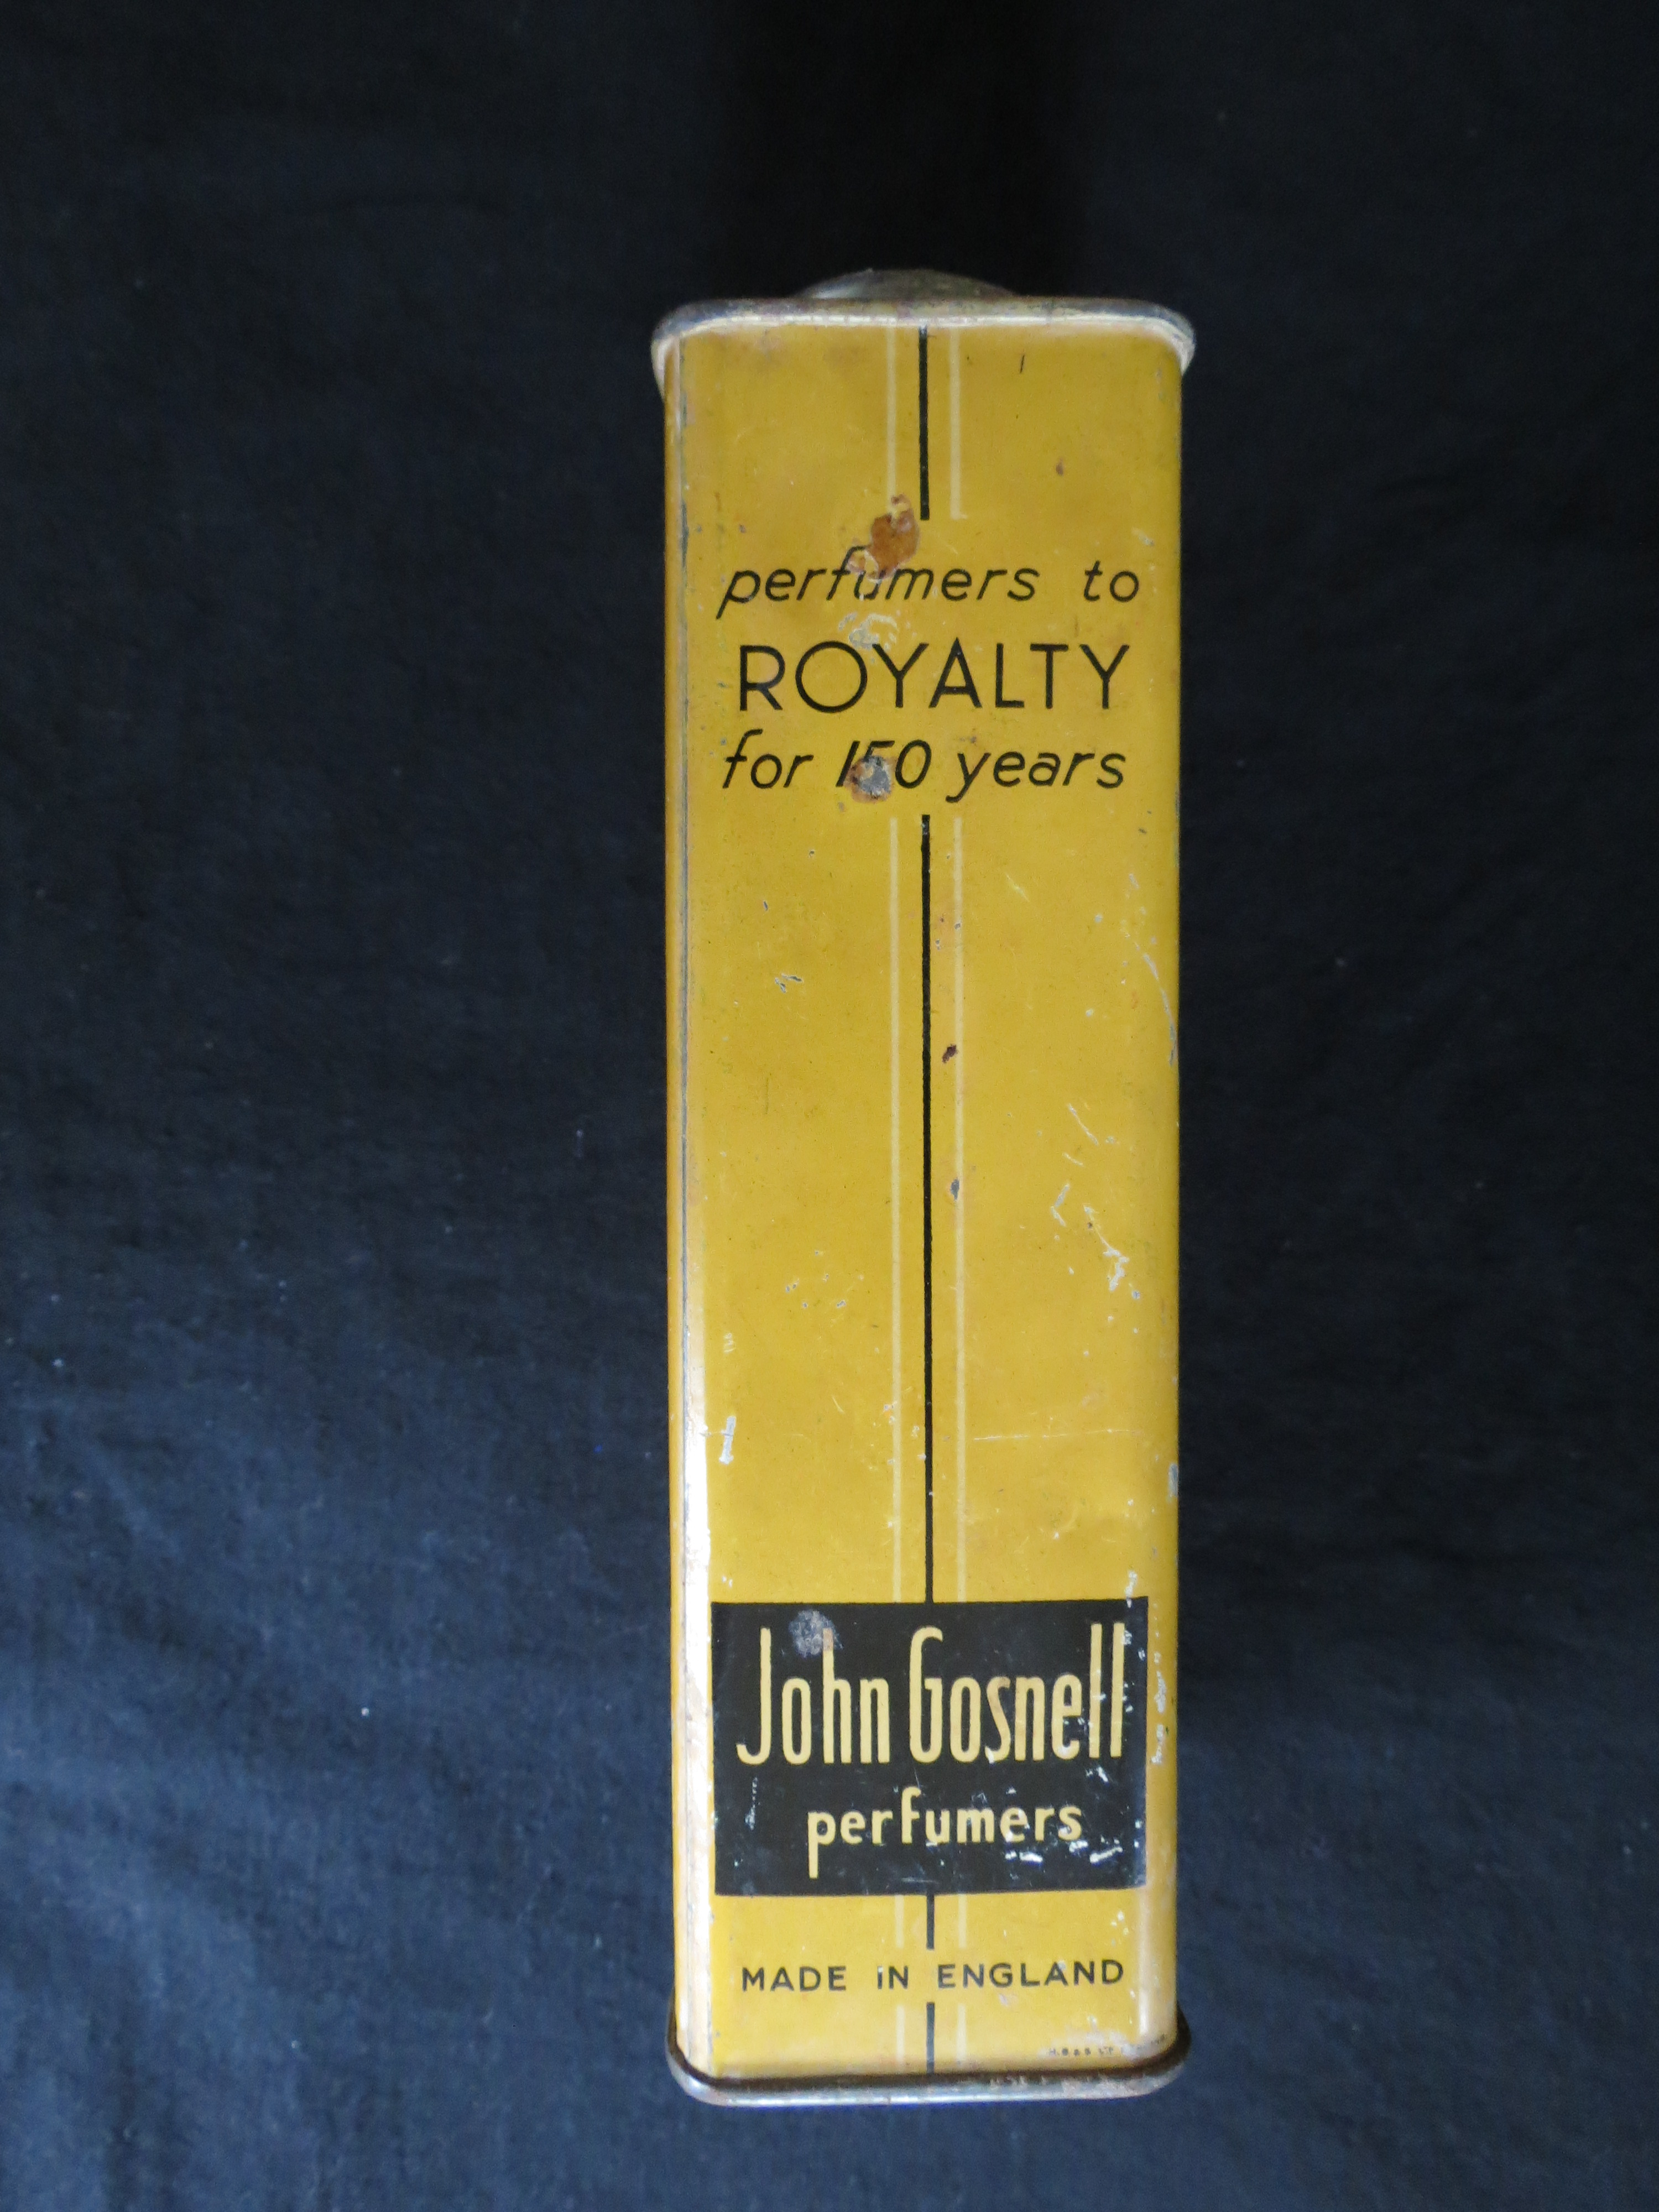 perfumers to
ROYALTY
for 150 years
John Gosnell
perfumers
MADE IN ENGLAND